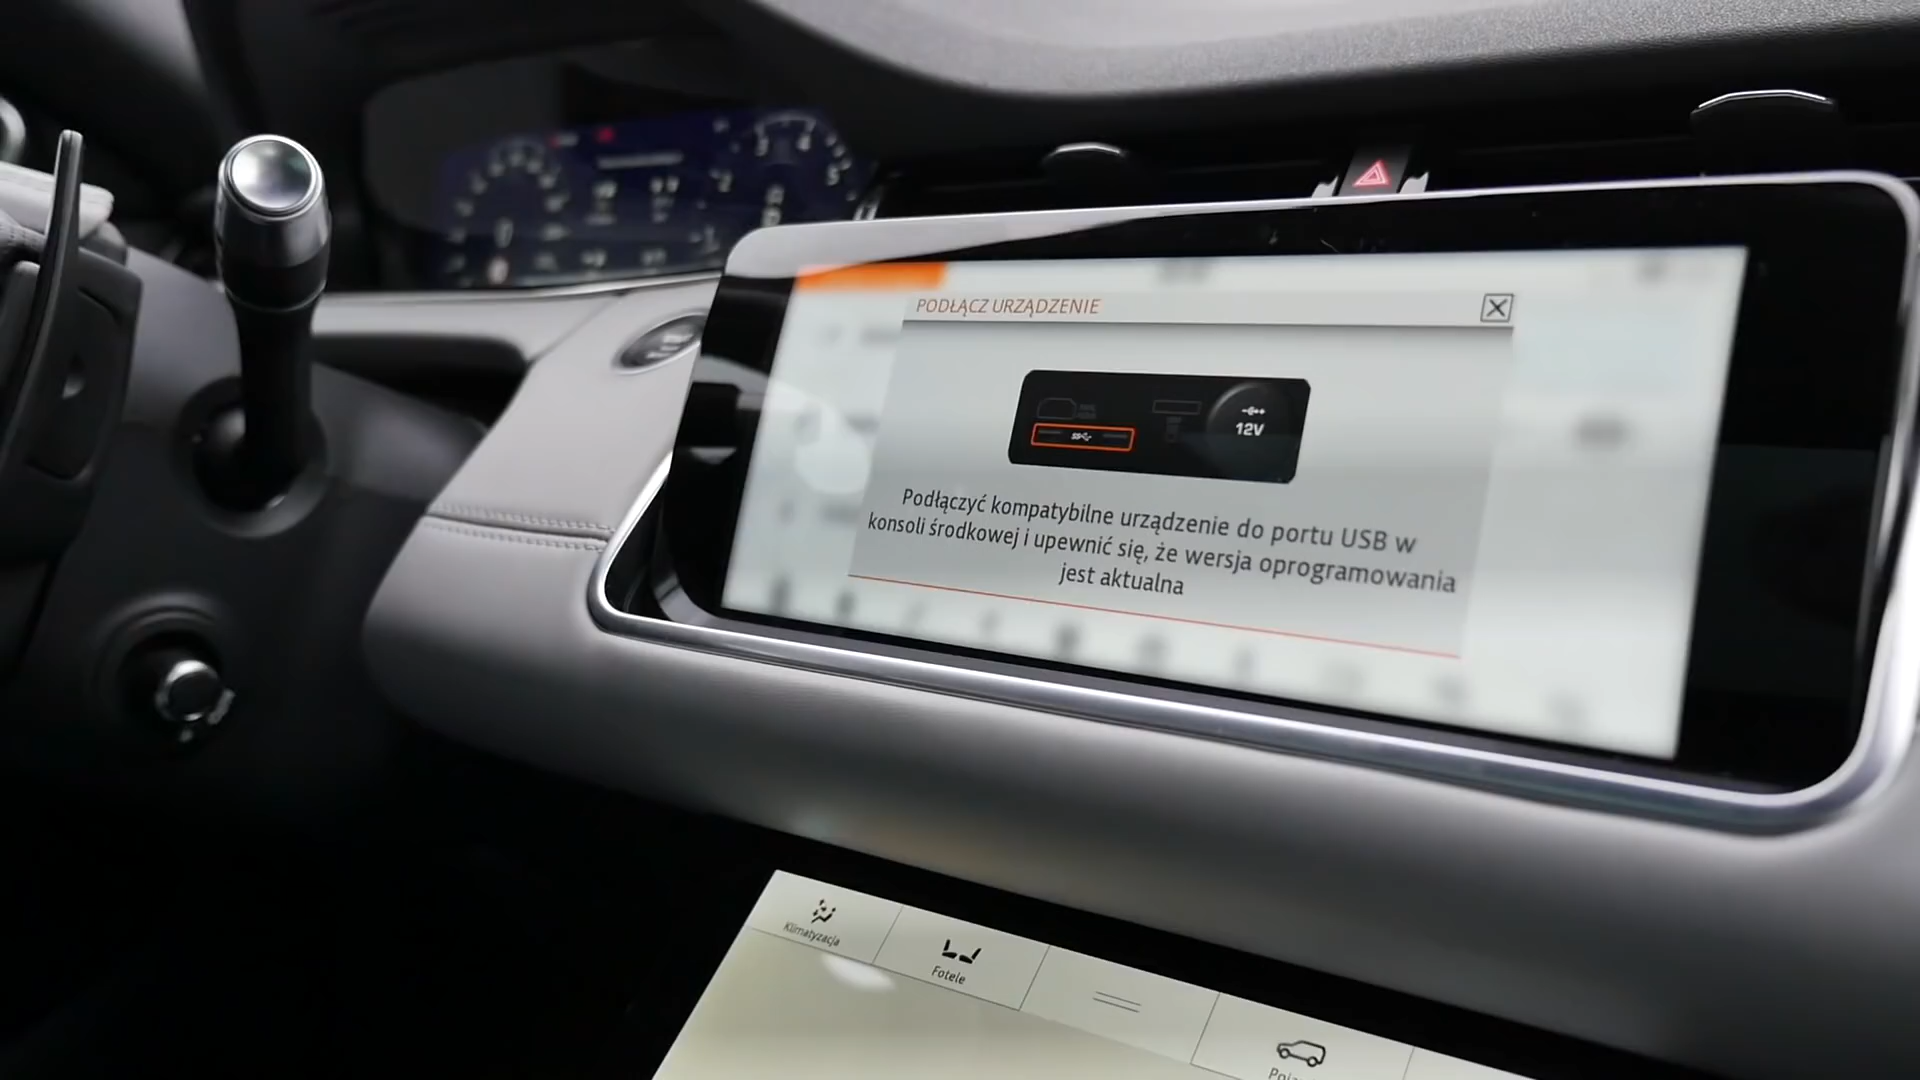 PODŁĄCZ URZĄDZENIE
12V
Podłączyć kompatybilne urządzenie do portu USB w
konsoli środkowej i upewnić się, że wersja oprogramowania
jest aktualna
Klimatyzacja
Fotele